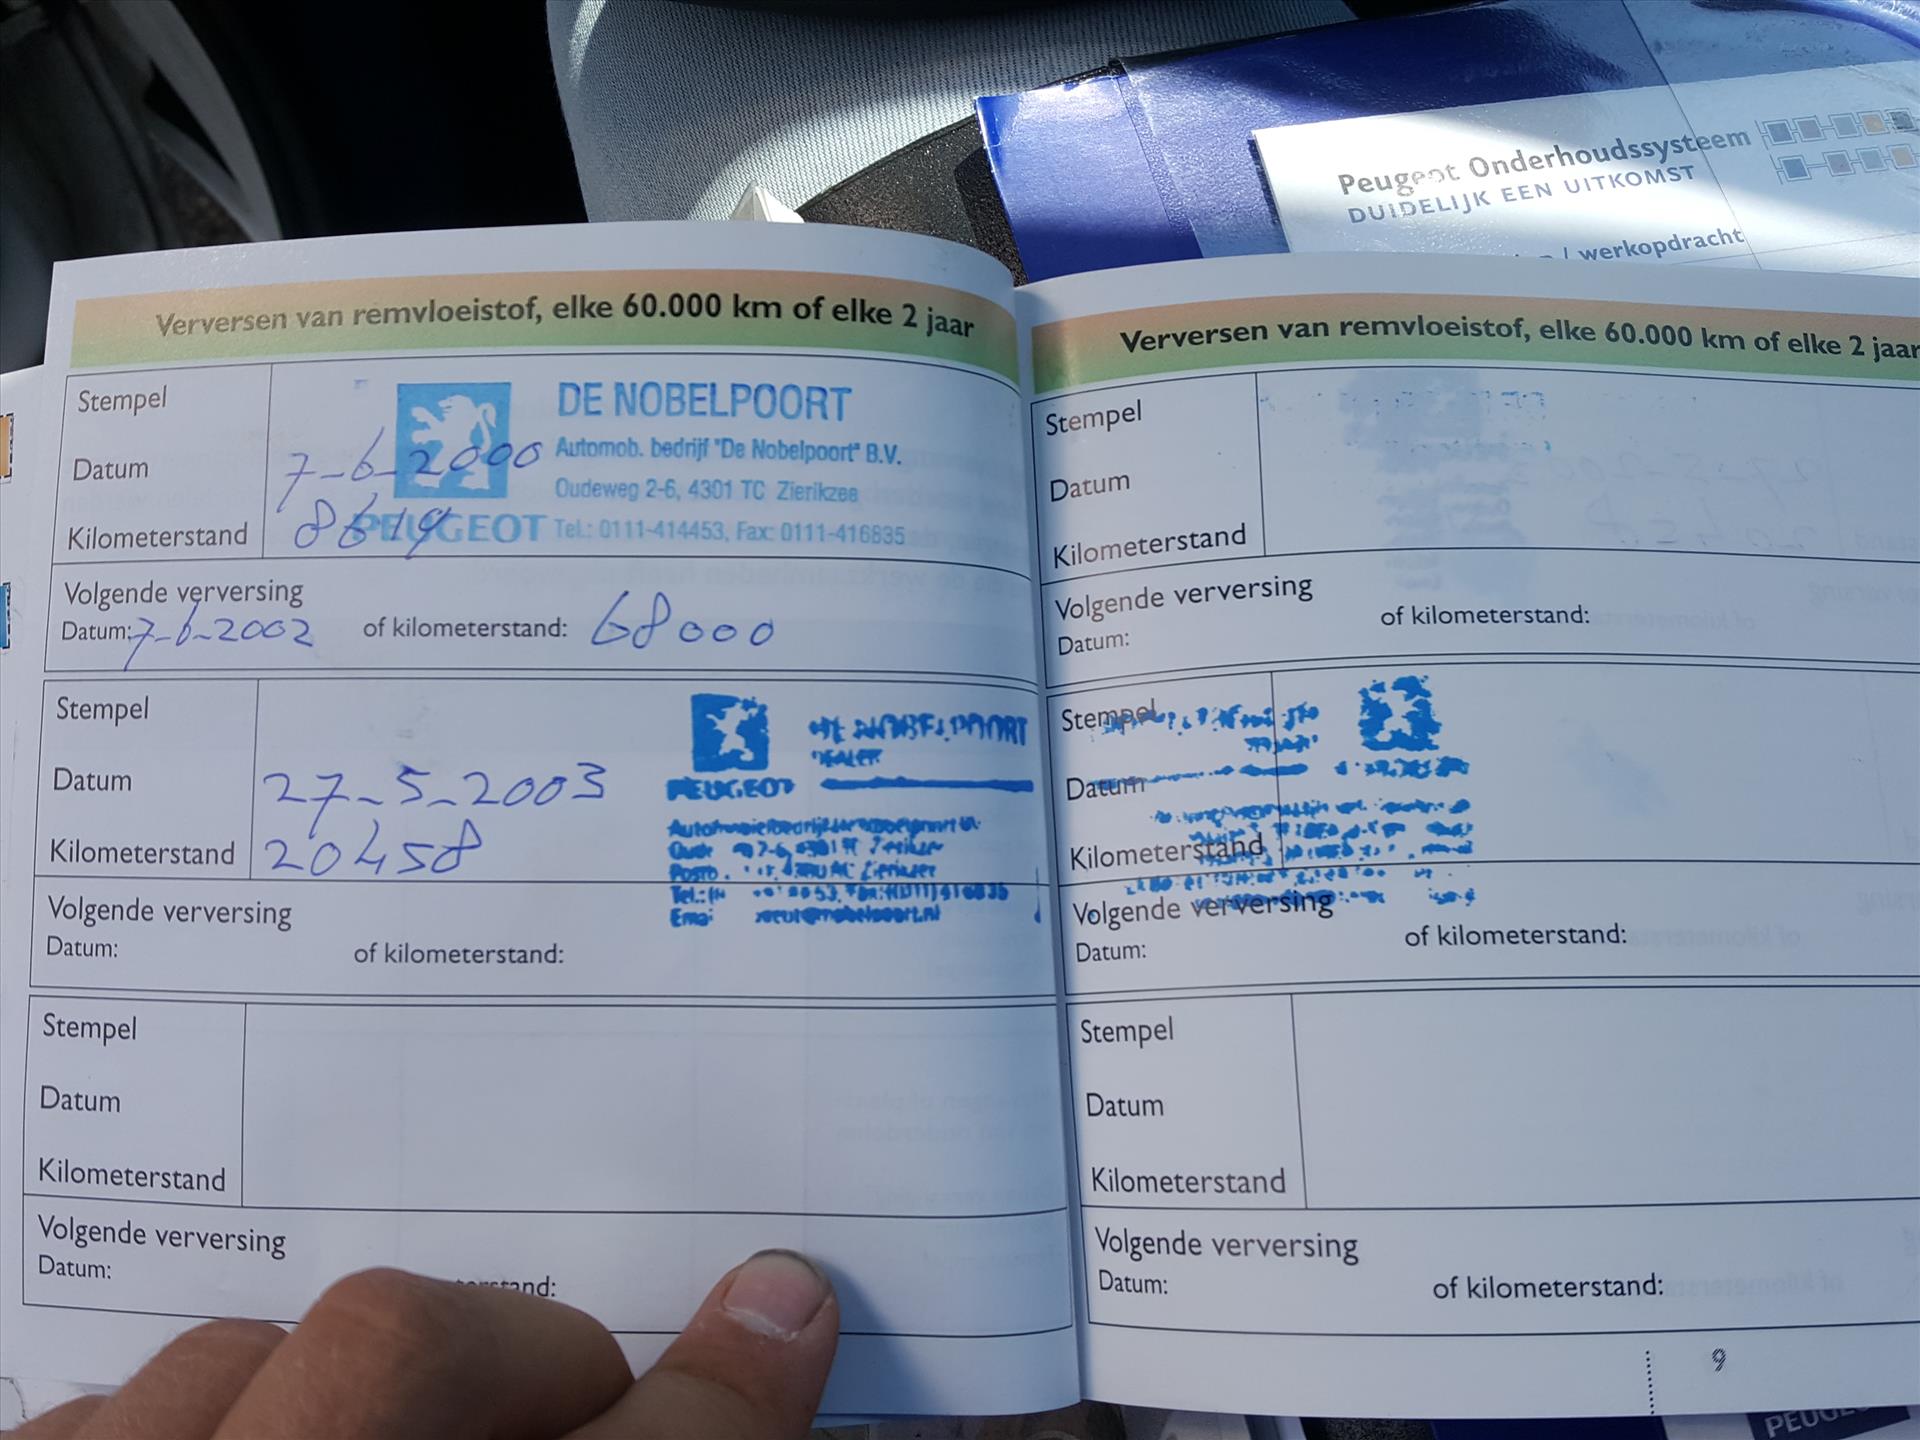 Peugeot Onderhoudssysteem
DUIDELIJK EEN UITKOMST
/ werkopdracht
Verversen van remvloeistof, elke 60.000 km of elke 2 jaar
Stempel
DE NOBELPOORT
Automob. bedrijf "De Nobelpoort" B.V.
Datum 7-6-2000
Oudeweg 2-6, 4301 TC Zierikzee
Kilometerstand 8619
PEUGEOT Tel.: 0111-414453, Fax: 0111-416835
Volgende verversing
Datum: 7-6-2002 of kilometerstand: 68000
Stempel
DEALER
Datum 27-5-2003
PEUGEOT
Kilometerstand 20458
Volgende verversing
Datum: of kilometerstand:
Stempel
Datum
Kilometerstand
Volgende verversing
Datum:
Verversen van remvloeistof, elke 60.000 km of elke 2 jaar
Stempel
Datum
Kilometerstand
Volgende verversing
Datum: of kilometerstand:
Stempel
Datum
Kilometerstand
Volgende verversing
Datum: of kilometerstand:
Stempel
Datum
Kilometerstand
Volgende verversing
Datum: of kilometerstand:
9